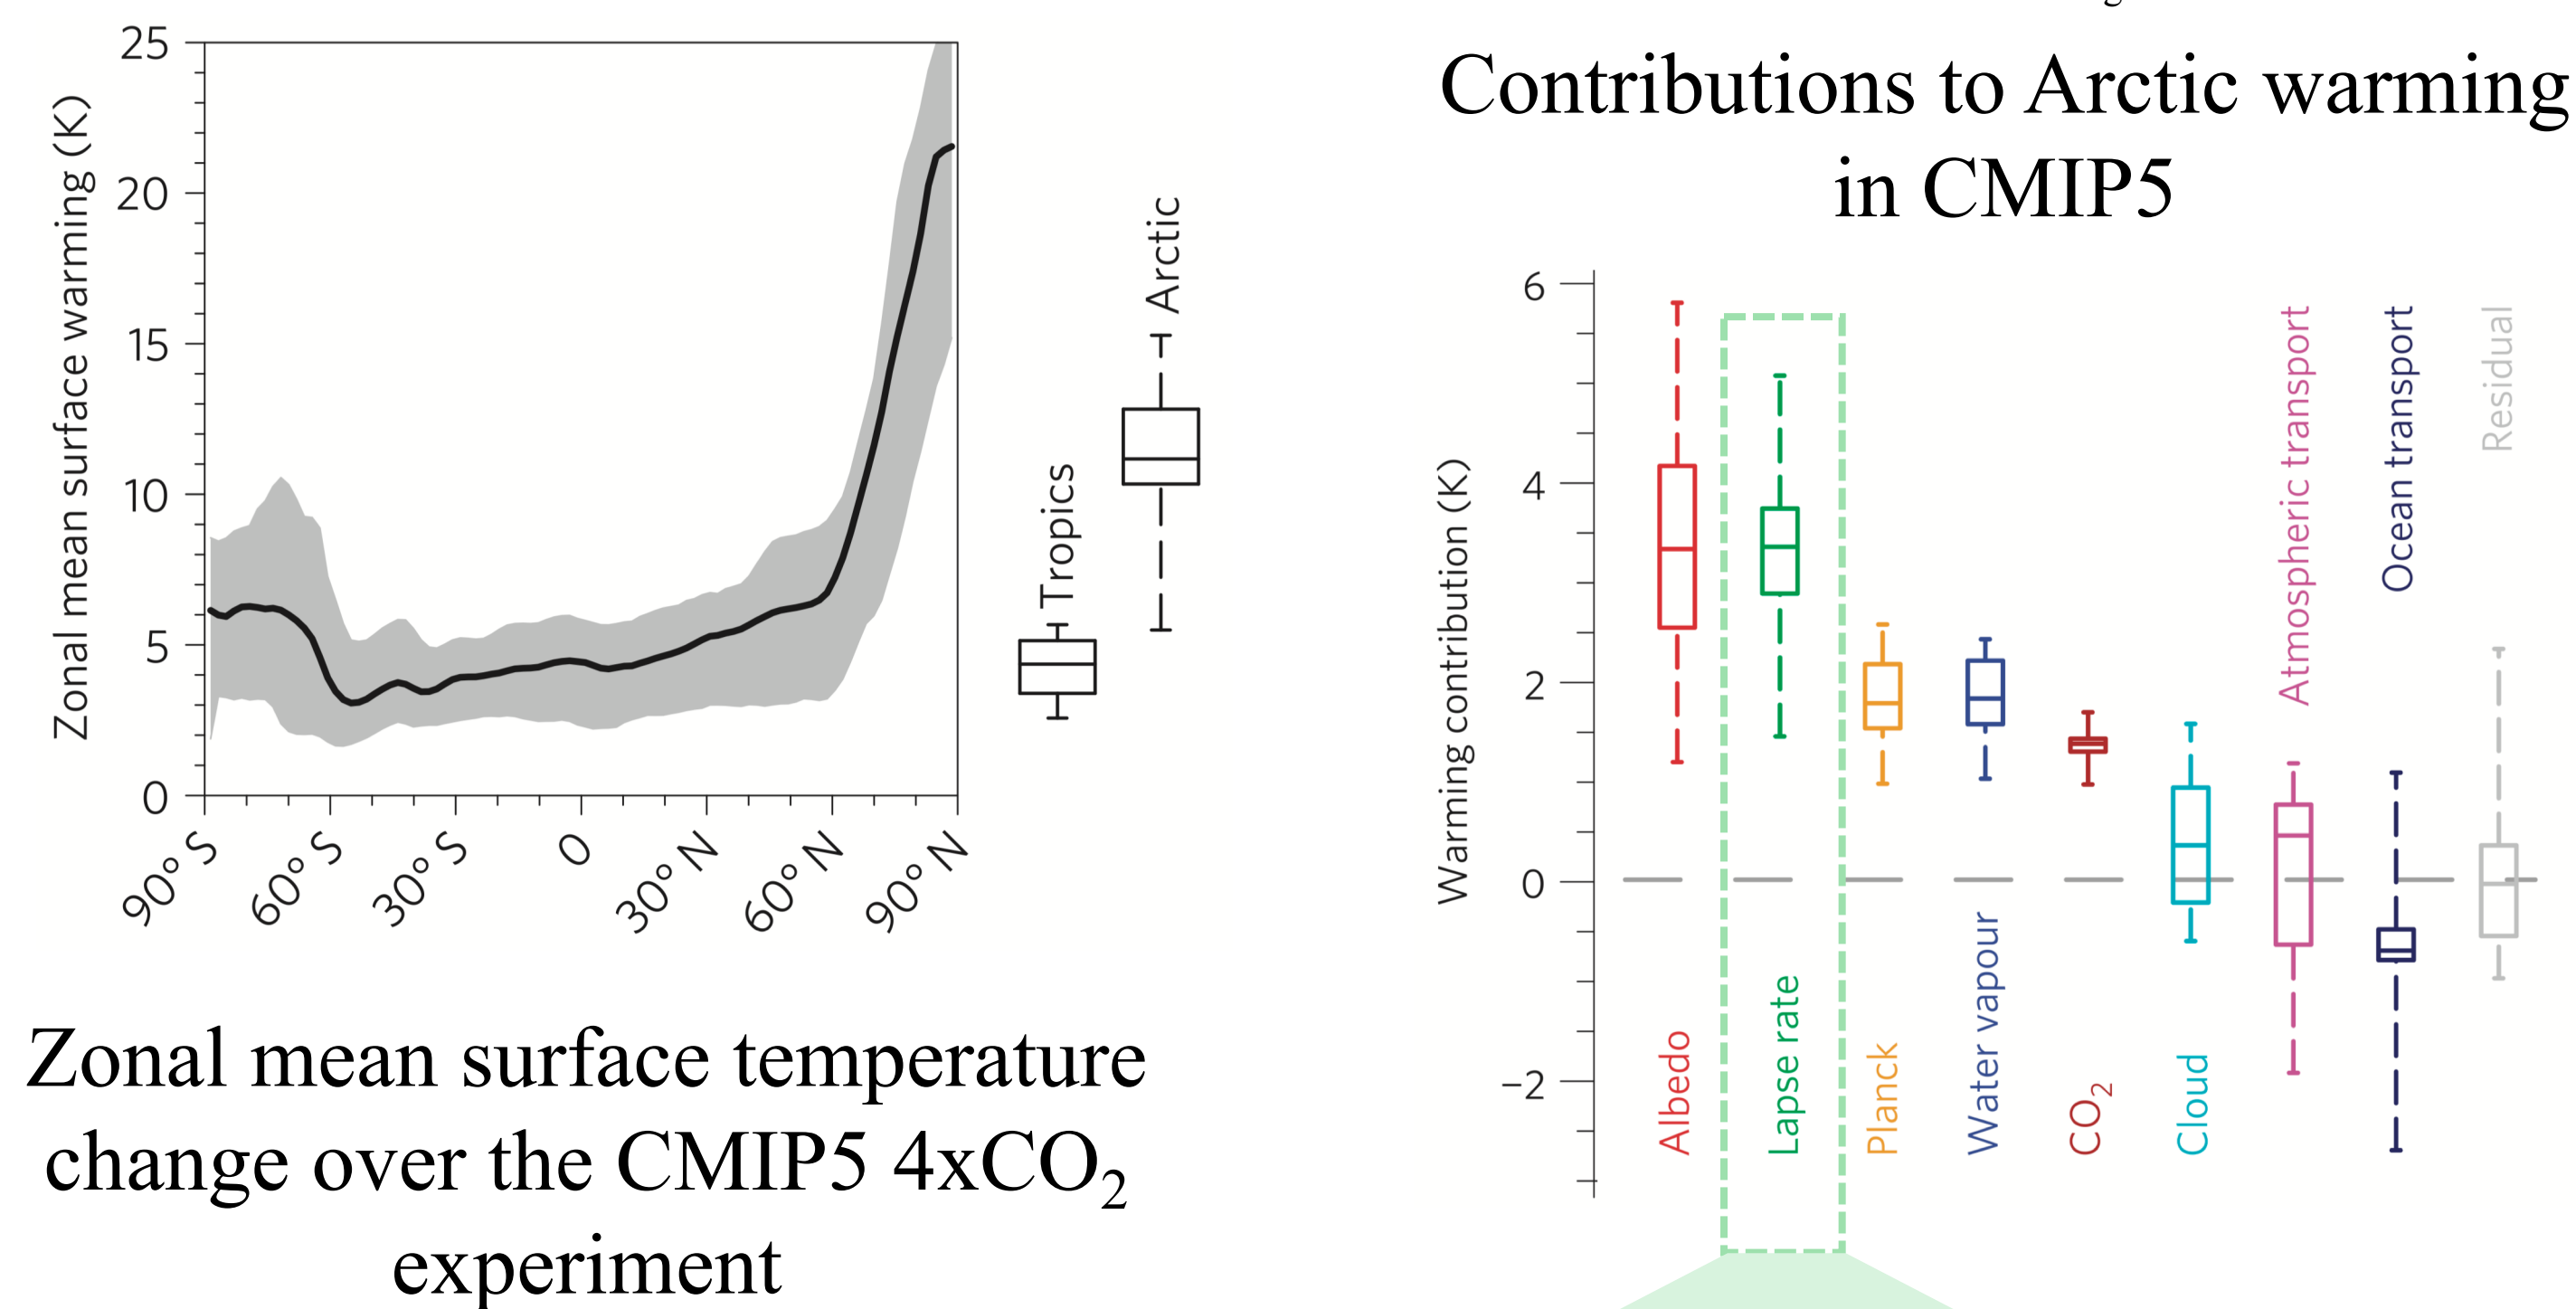 25
20
15
10
5
0
Zonal mean surface warming (K)
90°S
60°S
30°S
0
30°N
60°N
90°N
Tropics
Arctic
Zonal mean surface temperature
change over the CMIP5 4xCO₂
experiment
Contributions to Arctic warming
in CMIP5
6
4
2
0
−2
Warming contribution (K)
Albedo
Lapse rate
Planck
Water vapour
CO₂
Cloud
Atmospheric transport
Ocean transport
Residual